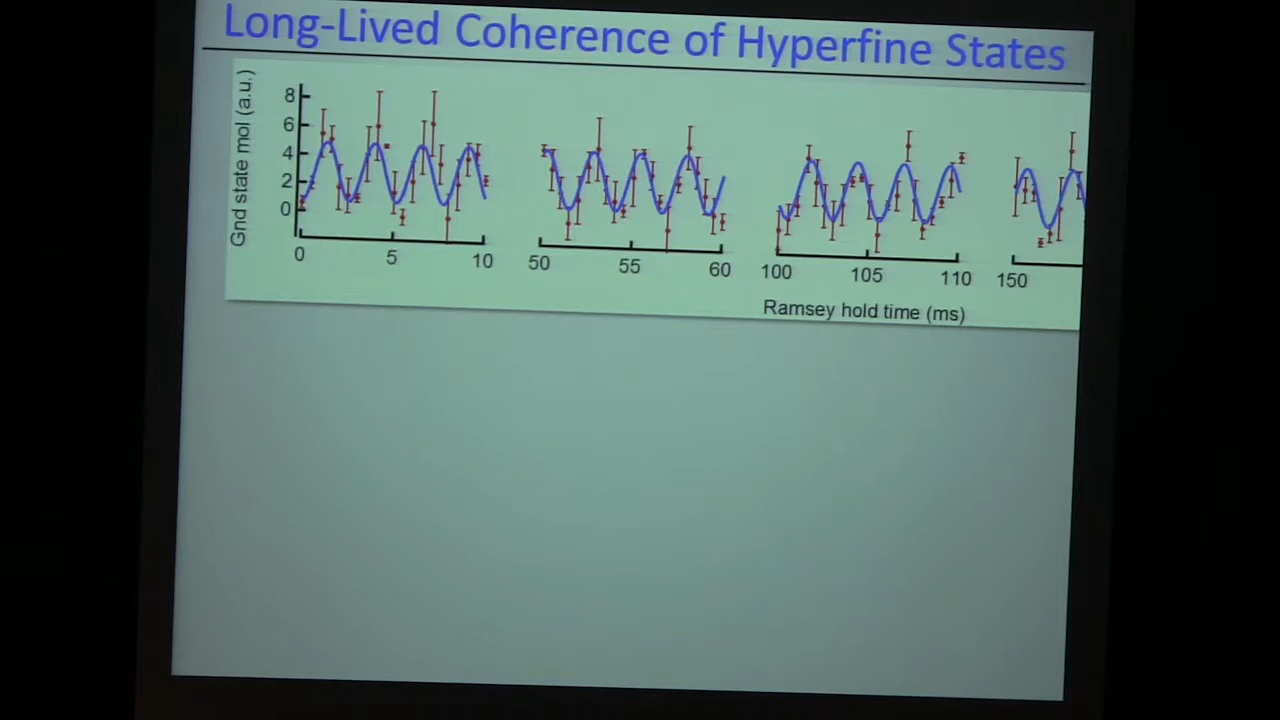 Long-Lived Coherence of Hyperfine States
Gnd state mol (a.u.)
8
6
4
2
0
0 5 10 50 55 60 100 105 110 150
Ramsey hold time (ms)